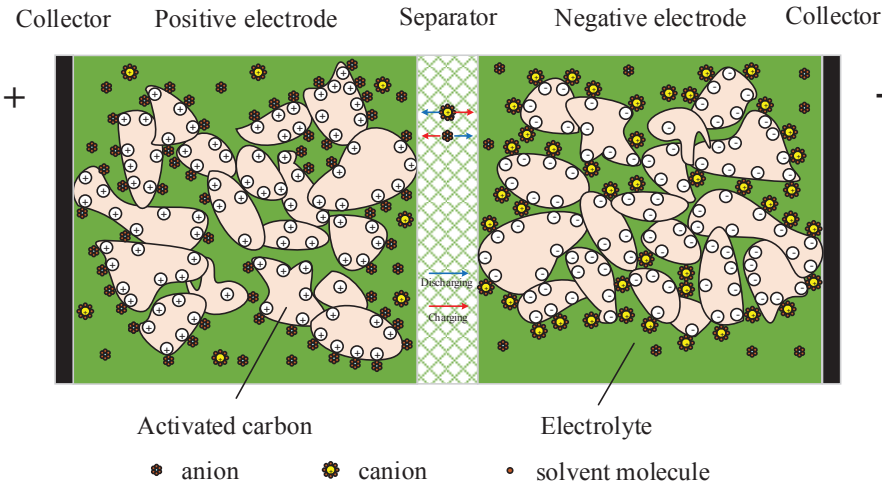 Collector Positive electrode Separator Negative electrode Collector
+ -
Discharging
Charging
Activated carbon Electrolyte
anion canion solvent molecule